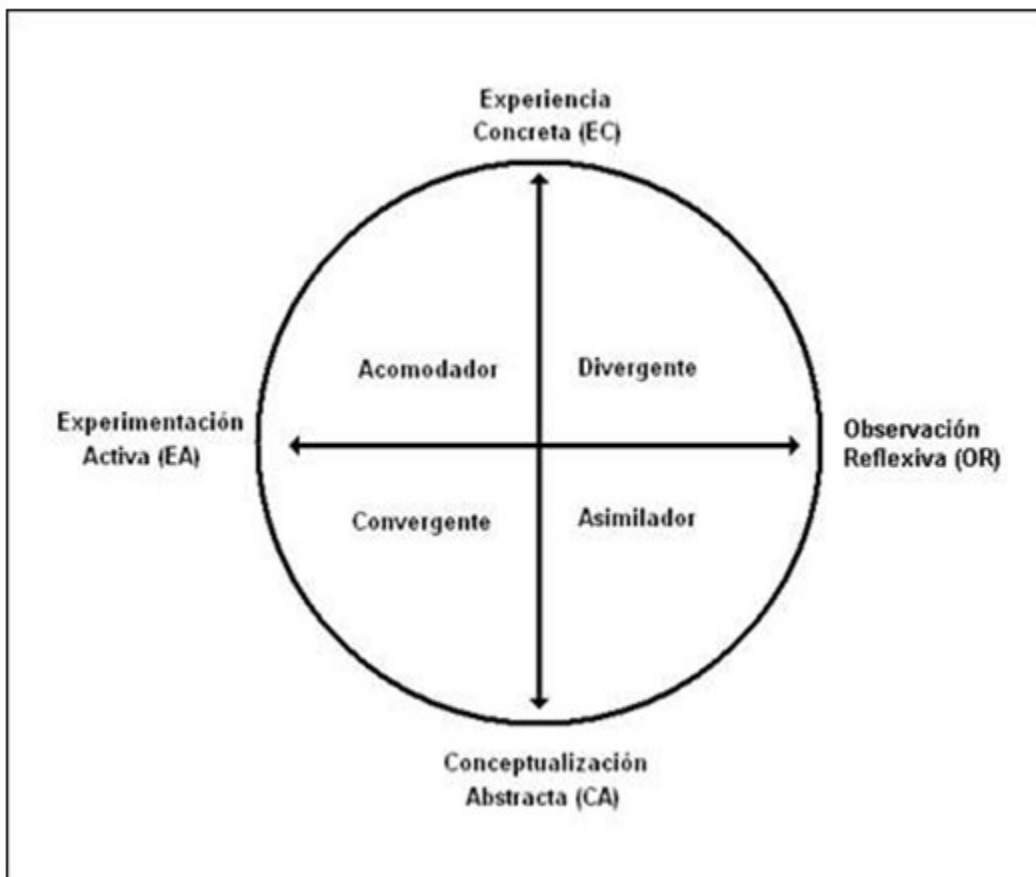 Experiencia
Concreta (EC)
Acomodador
Divergente
Experimentación
Activa (EA)
Observación
Reflexiva (OR)
Convergente
Asimilador
Conceptualización
Abstracta (CA)